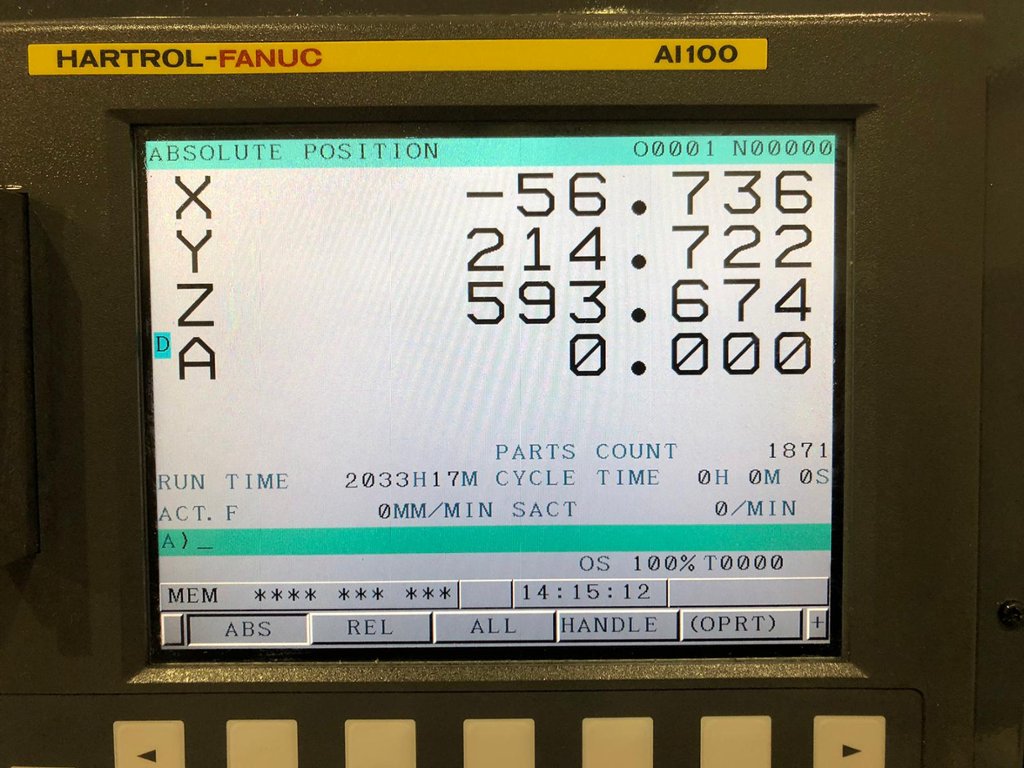 HARTROL-FANUC AI100
ABSOLUTE POSITION O0001 N00000
X -56.736
Y 214.722
Z 593.674
D A 0.000
PARTS COUNT 1871
RUN TIME 2033H17M CYCLE TIME 0H 0M 0S
ACT.F 0MM/MIN SACT 0/MIN
A)_
OS 100% T0000
MEM **** *** *** 14:15:12
ABS REL ALL HANDLE (OPRT) +